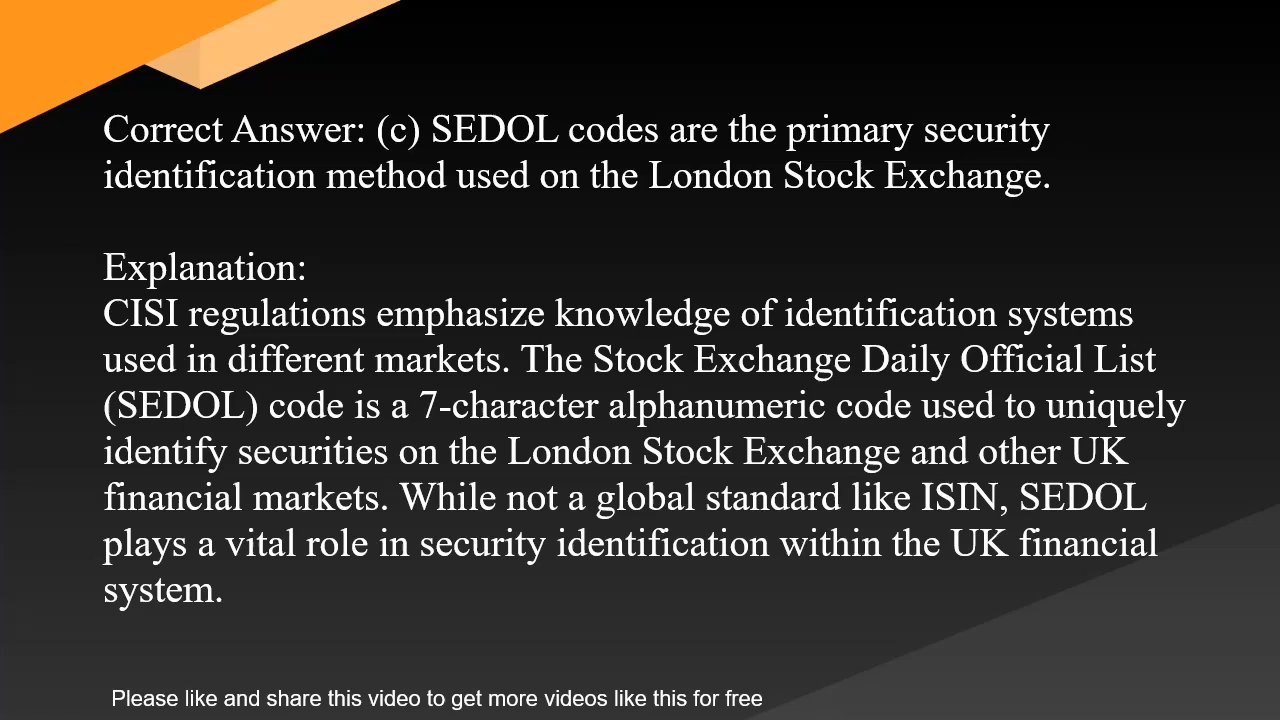 Correct Answer: (c) SEDOL codes are the primary security
identification method used on the London Stock Exchange.
Explanation:
CISI regulations emphasize knowledge of identification systems
used in different markets. The Stock Exchange Daily Official List
(SEDOL) code is a 7-character alphanumeric code used to uniquely
identify securities on the London Stock Exchange and other UK
financial markets. While not a global standard like ISIN, SEDOL
plays a vital role in security identification within the UK financial
system.
Please like and share this video to get more videos like this for free